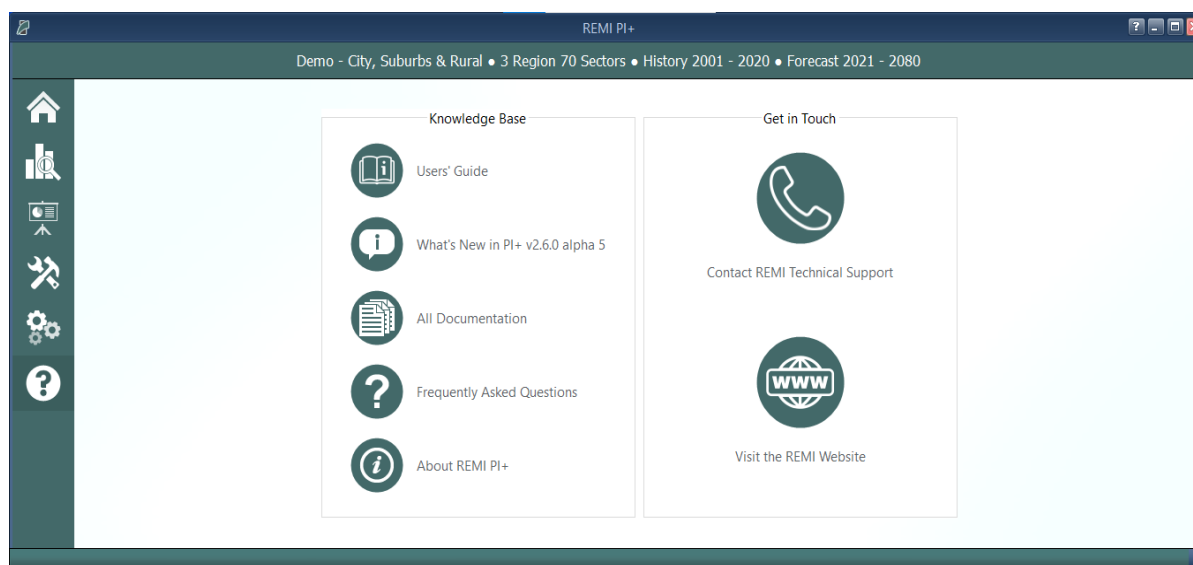 REMI PI+
Demo - City, Suburbs & Rural ● 3 Region 70 Sectors ● History 2001 - 2020 ● Forecast 2021 - 2080
Knowledge Base
Users' Guide
What's New in PI+ v2.6.0 alpha 5
All Documentation
Frequently Asked Questions
About REMI PI+
Get in Touch
Contact REMI Technical Support
WWW
Visit the REMI Website